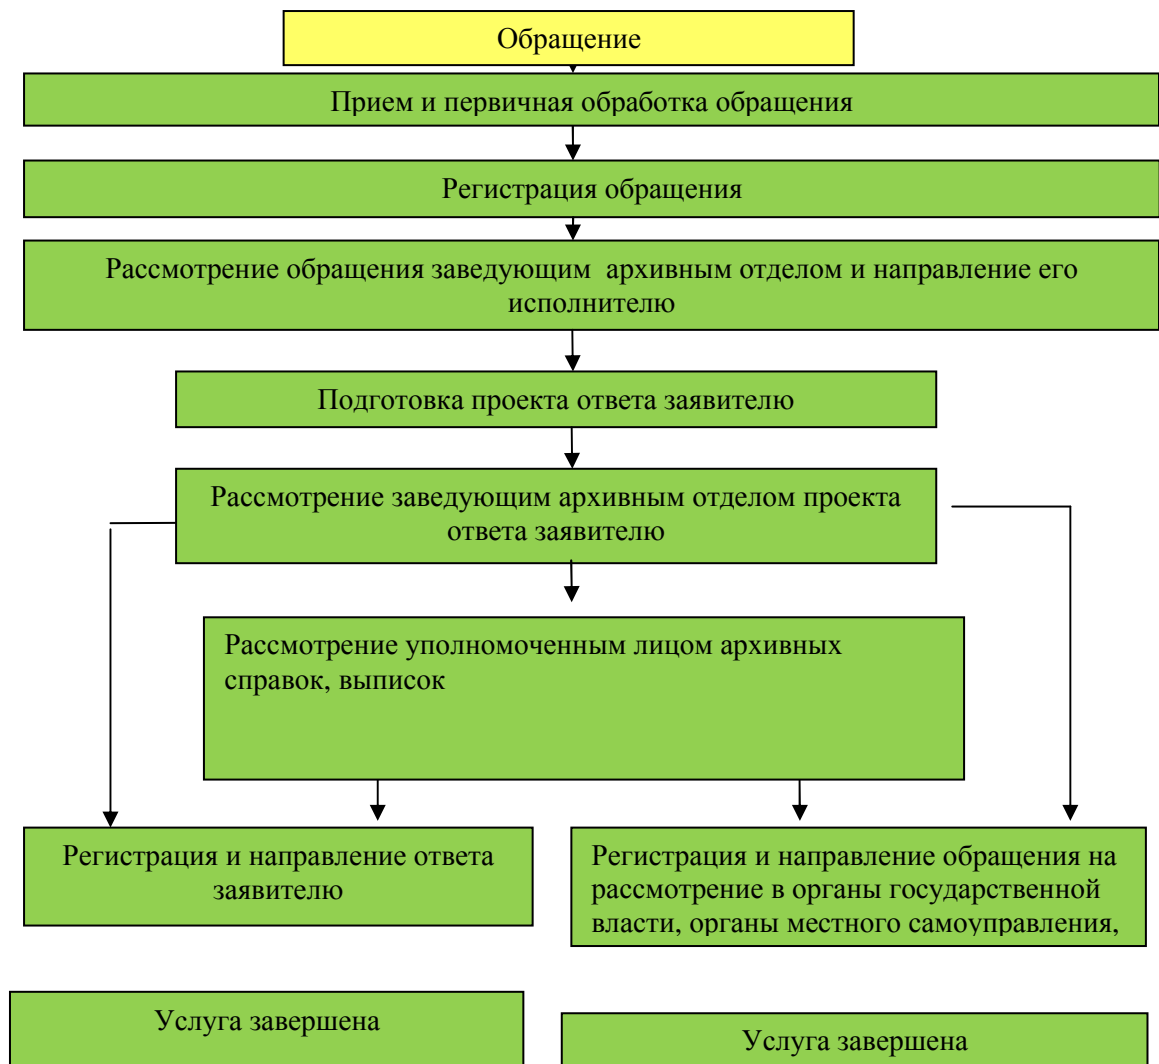 Обращение
Прием и первичная обработка обращения
Регистрация обращения
Рассмотрение обращения заведующим архивным отделом и направление его
исполнителю
Подготовка проекта ответа заявителю
Рассмотрение заведующим архивным отделом проекта
ответа заявителю
Рассмотрение уполномоченным лицом архивных
справок, выписок
Регистрация и направление ответа
заявителю
Регистрация и направление обращения на
рассмотрение в органы государственной
власти, органы местного самоуправления,
Услуга завершена
Услуга завершена